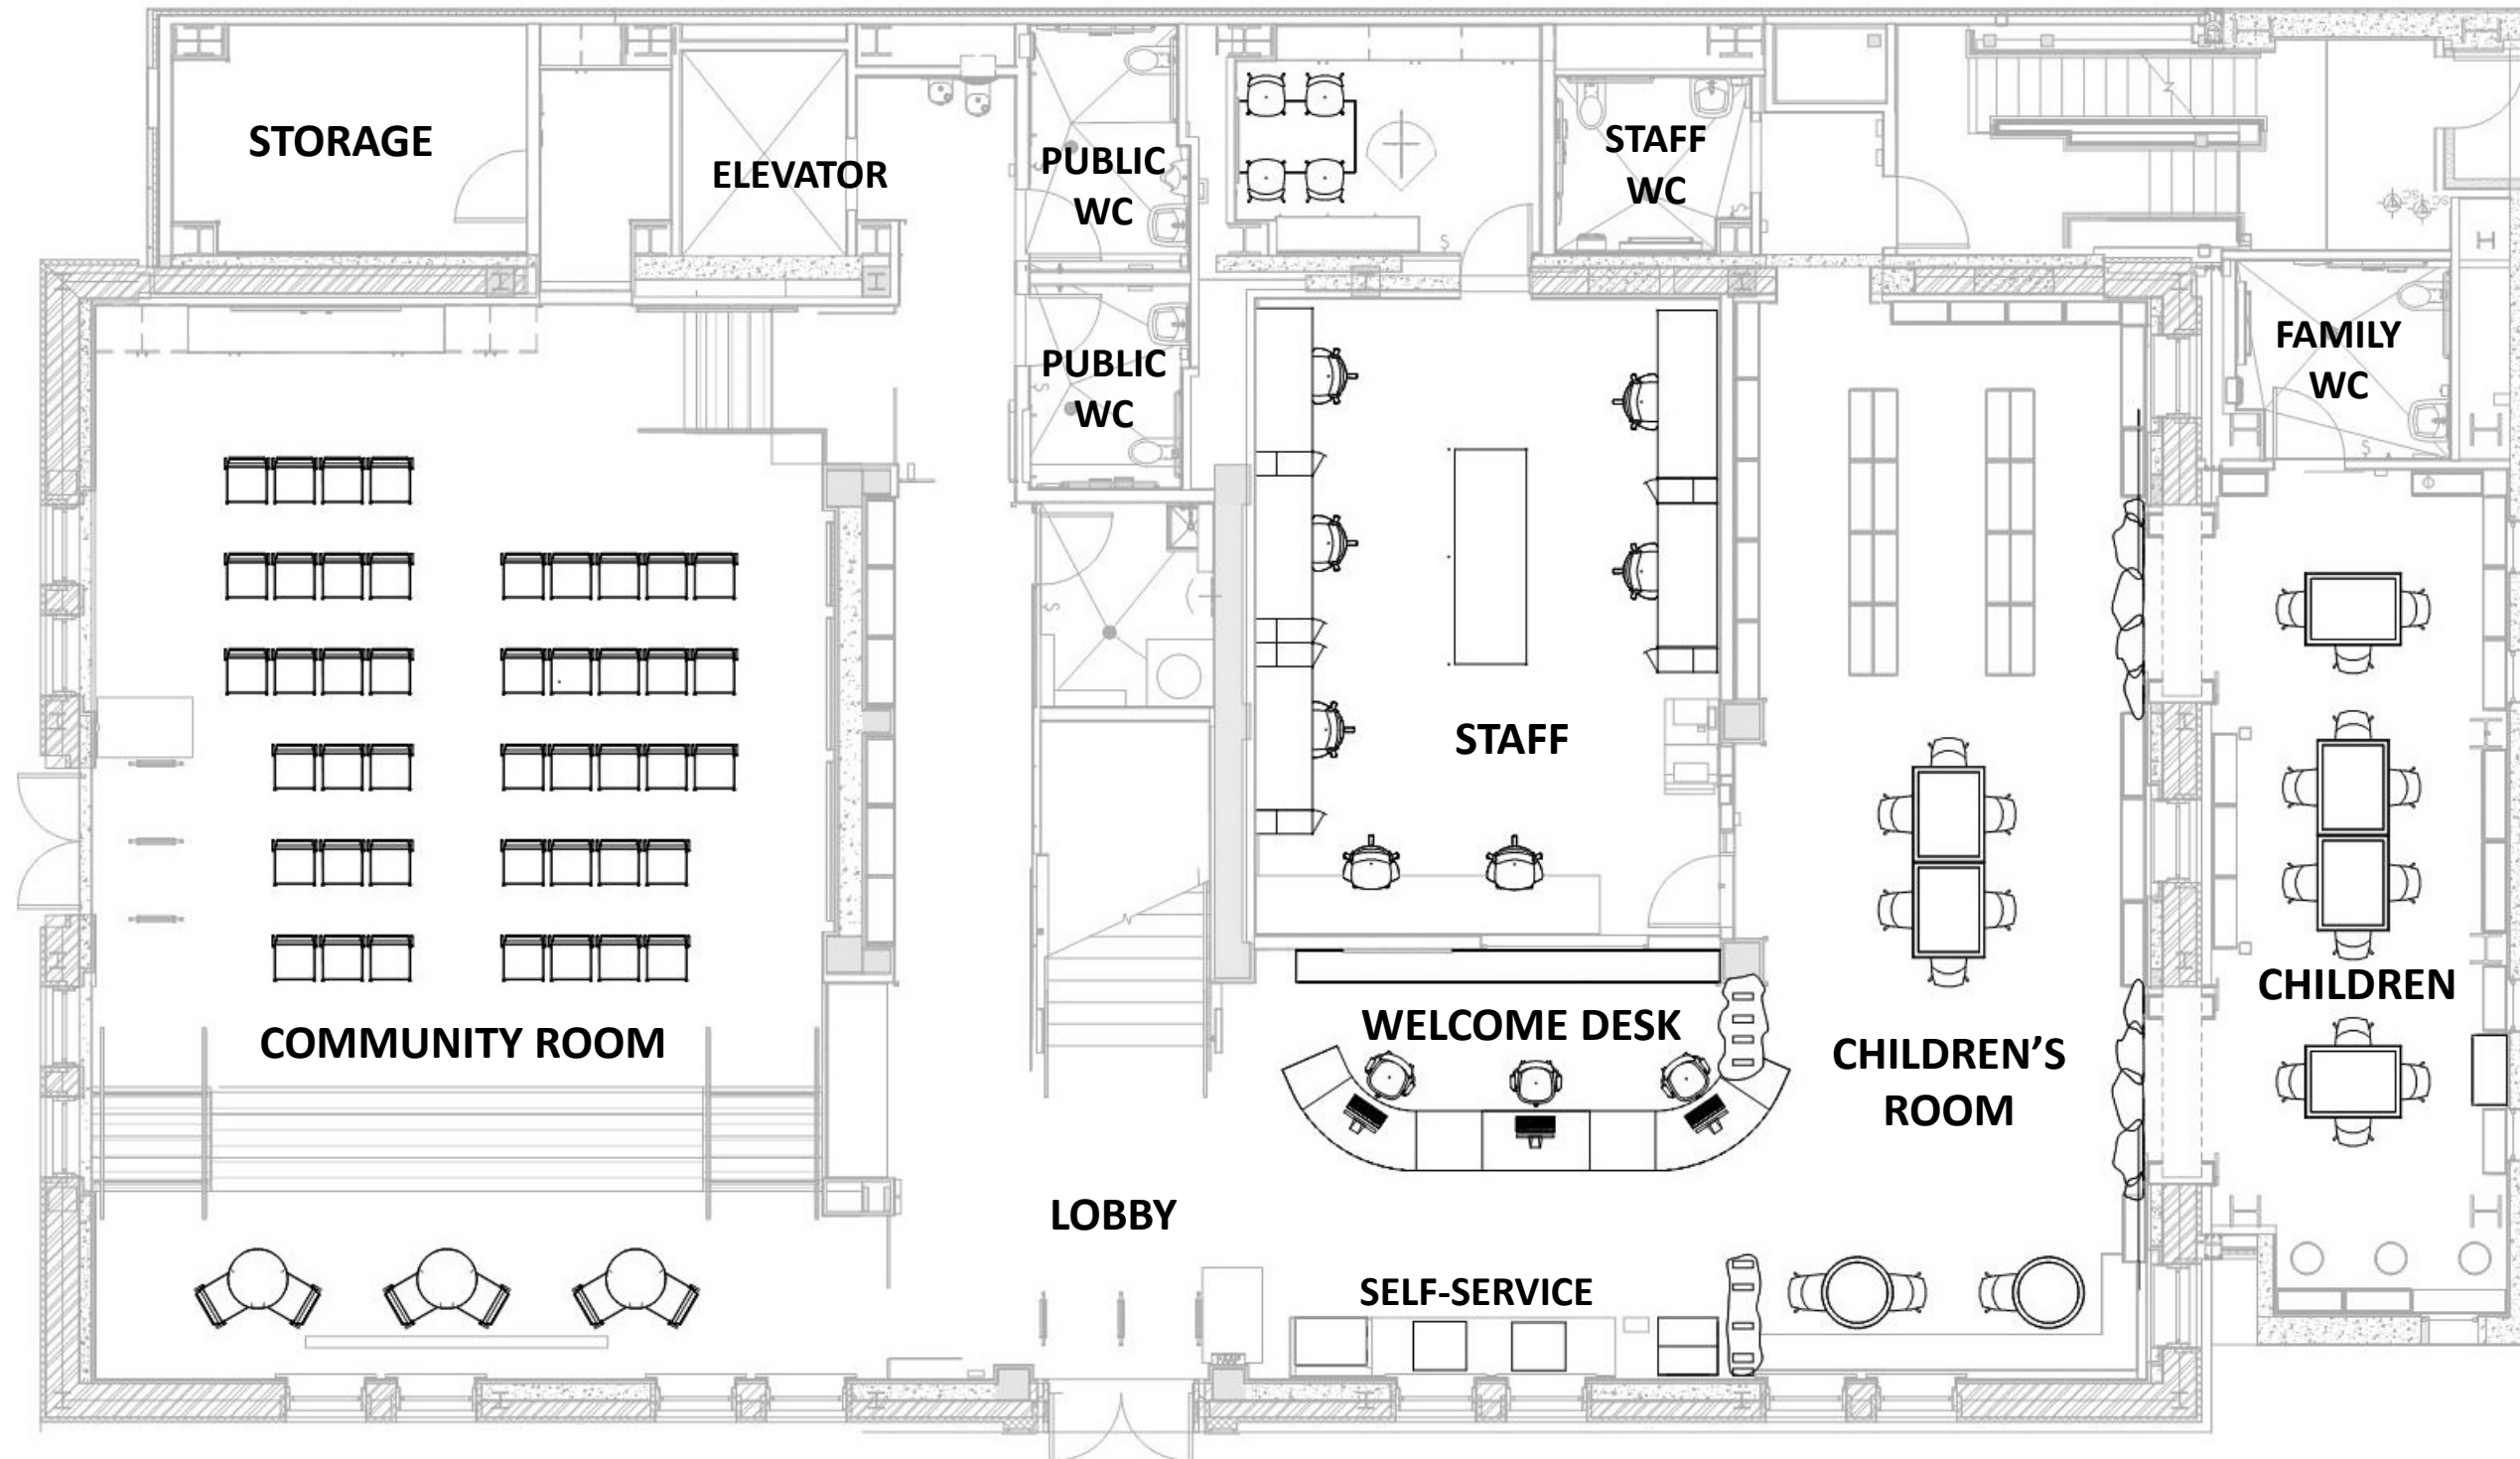 STORAGE
ELEVATOR
PUBLIC
WC
STAFF
WC
PUBLIC
WC
FAMILY
WC
STAFF
COMMUNITY ROOM
WELCOME DESK
CHILDREN’S
ROOM
CHILDREN
LOBBY
SELF-SERVICE